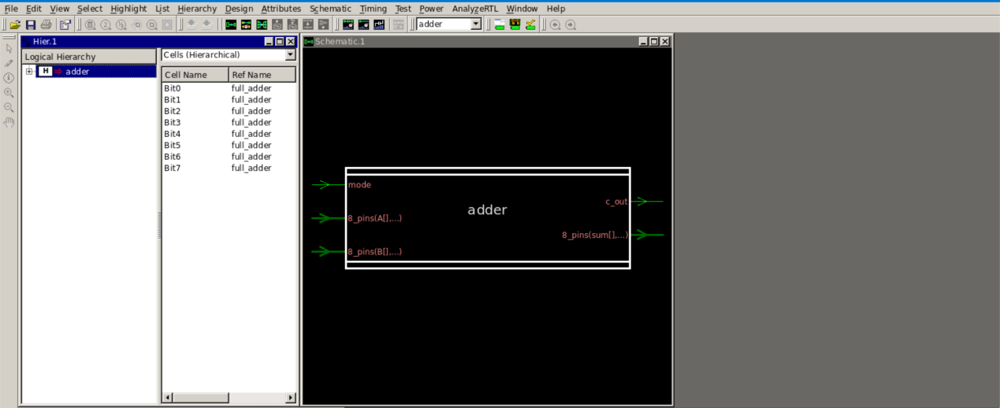 File Edit View Select Highlight List Hierarchy Design Attributes Schematic Timing Test Power AnalyzeRTL Window Help
adder
Hier.1
Logical Hierarchy
H adder
Cells (Hierarchical)
Cell Name Ref Name
Bit0 full_adder
Bit1 full_adder
Bit2 full_adder
Bit3 full_adder
Bit4 full_adder
Bit5 full_adder
Bit6 full_adder
Bit7 full_adder
Schematic.1
mode
c_out
adder
8_pins(A[],...)
8_pins(sum[],...)
8_pins(B[],...)